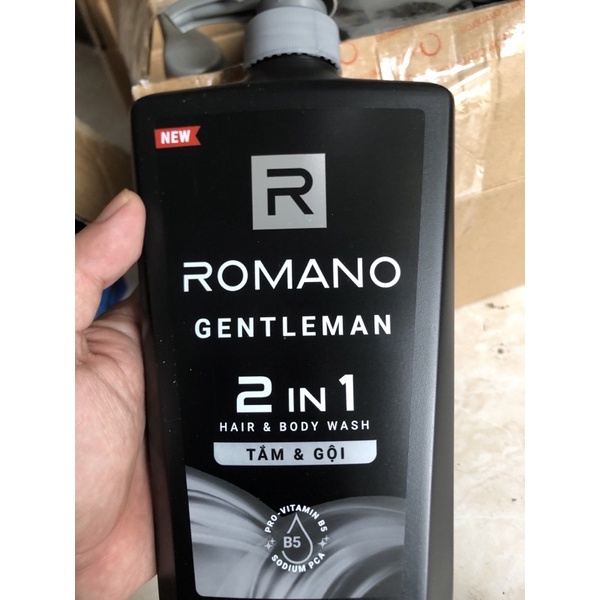 NEW
R
ROMANO
GENTLEMAN
2 IN 1
HAIR & BODY WASH
TẮM & GỘI
PRO-VITAMIN B5
B5
SODIUM PCA